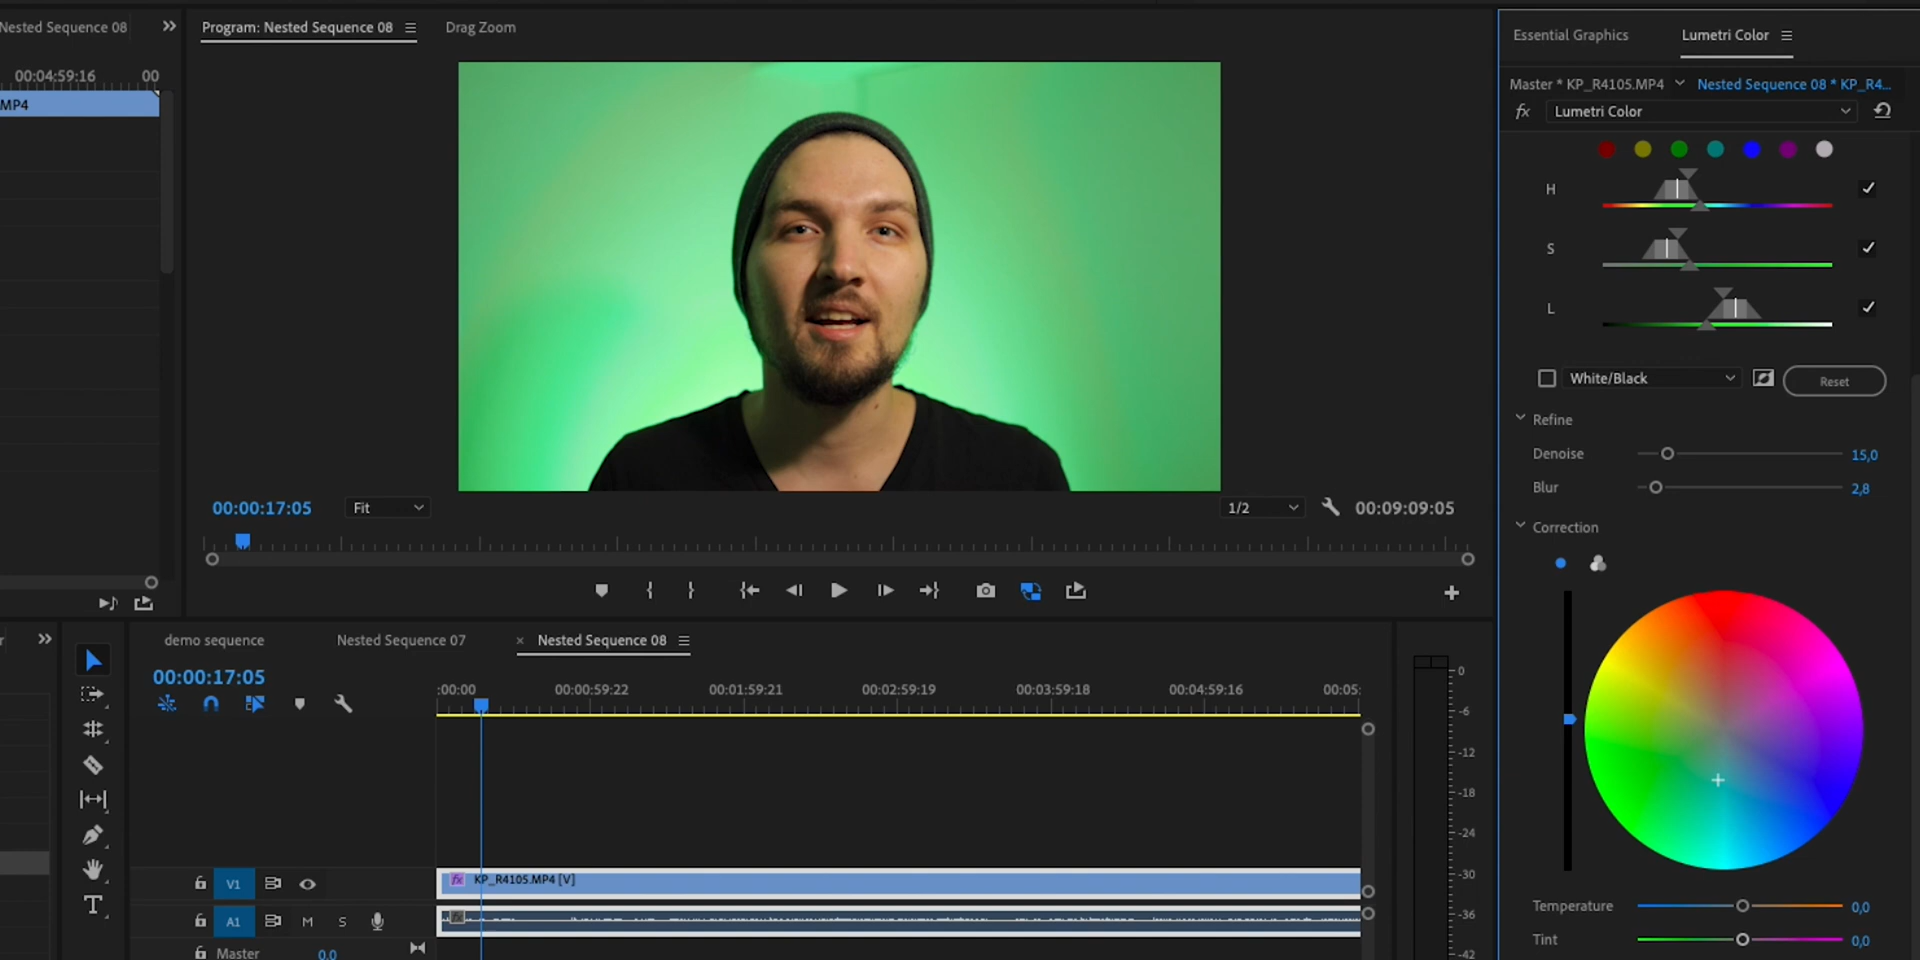 Nested Sequence 08
00:04:59:16
00
MP4
Program: Nested Sequence 08
Drag Zoom
00:00:17:05
Fit
1/2
00:09:09:05
demo sequence
Nested Sequence 07
Nested Sequence 08
00:00:17:05
:00:00
00:00:59:22
00:01:59:21
00:02:59:19
00:03:59:18
00:04:59:16
00:05:
V1
fx KP_R4105.MP4 [V]
A1
M
S
fx
Master
0.0
0
-6
-12
-18
-24
-30
-36
-42
Essential Graphics
Lumetri Color
Master * KP_R4105.MP4
Nested Sequence 08 * KP_R4...
fx
Lumetri Color
H
S
L
White/Black
Reset
Refine
Denoise
15,0
Blur
2,8
Correction
Temperature
0,0
Tint
0,0